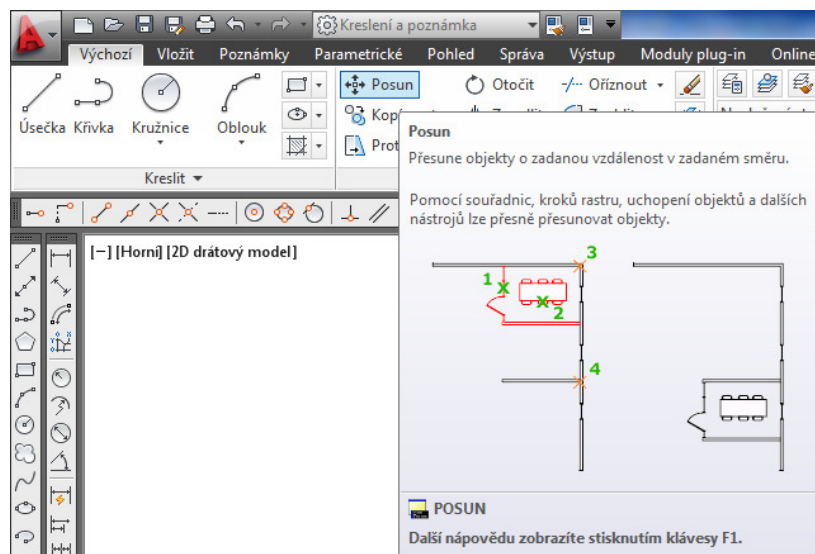 Kreslení a poznámka
Výchozí Vložit Poznámky Parametrické Pohled Správa Výstup Moduly plug-in Online
Úsečka Křivka Kružnice Oblouk
Posun Otočit Oříznout
Kreslit
[−] [Horní] [2D drátový model]
Posun
Přesune objekty o zadanou vzdálenost v zadaném směru.
Pomocí souřadnic, kroků rastru, uchopení objektů a dalších
nástrojů lze přesně přesunovat objekty.
1
2
3
4
POSUN
Další nápovědu zobrazíte stisknutím klávesy F1.